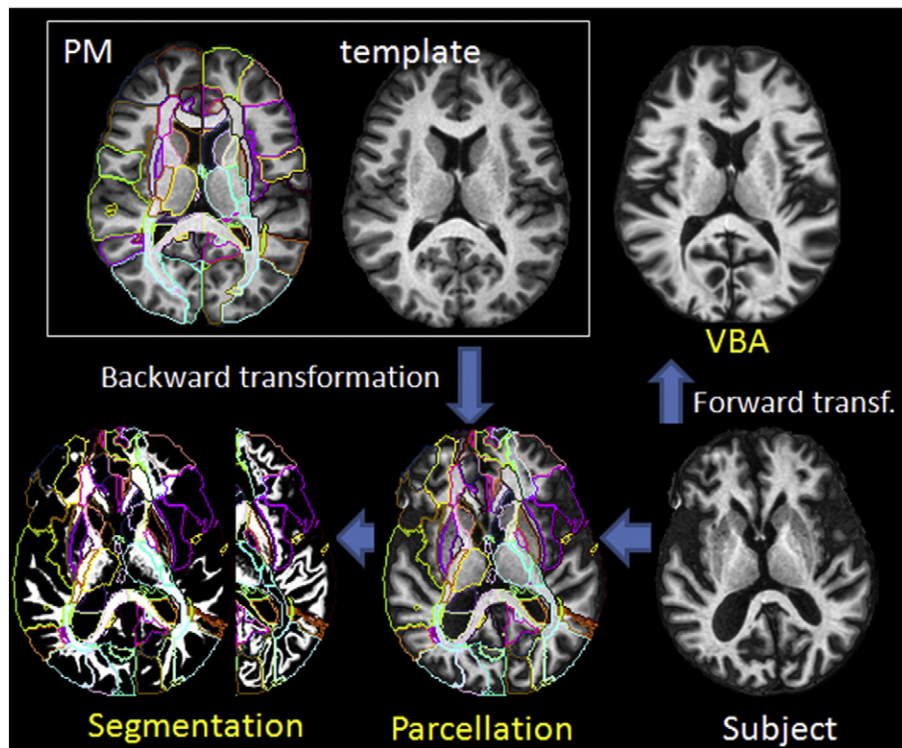 PM
template
VBA
Backward transformation
Forward transf.
Segmentation
Parcellation
Subject